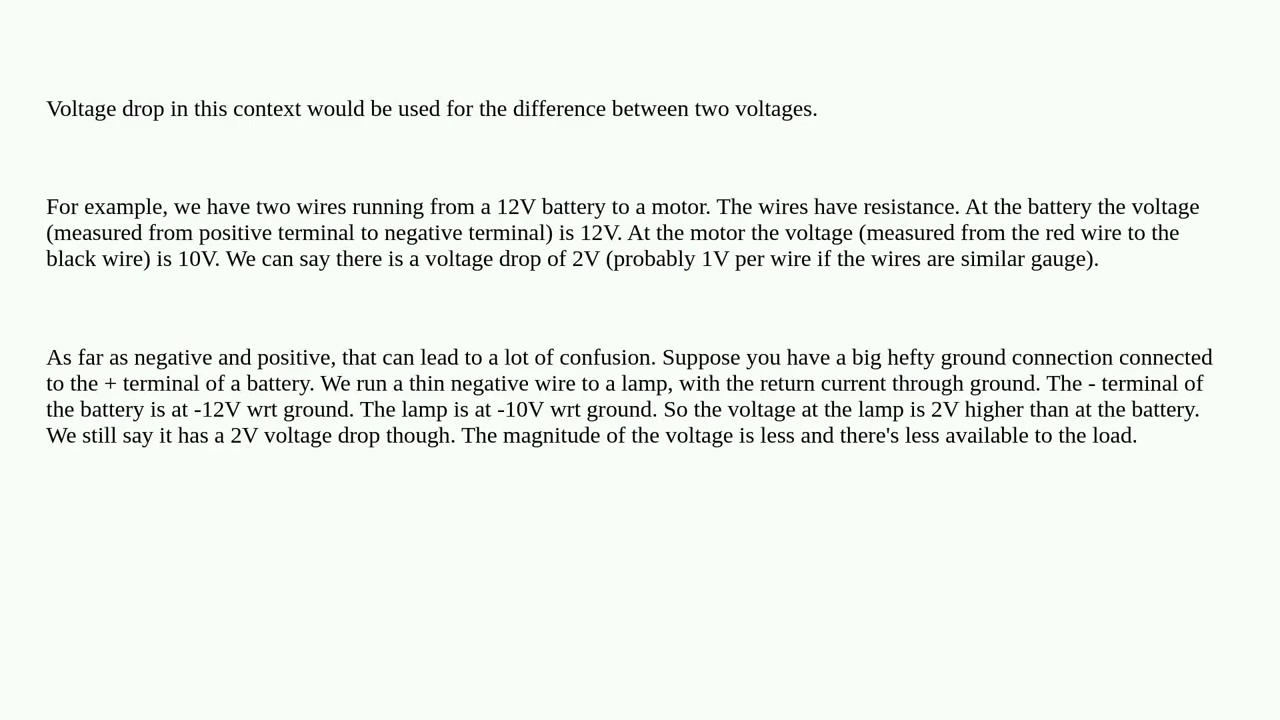 Voltage drop in this context would be used for the difference between two voltages.
For example, we have two wires running from a 12V battery to a motor. The wires have resistance. At the battery the voltage
(measured from positive terminal to negative terminal) is 12V. At the motor the voltage (measured from the red wire to the
black wire) is 10V. We can say there is a voltage drop of 2V (probably 1V per wire if the wires are similar gauge).
As far as negative and positive, that can lead to a lot of confusion. Suppose you have a big hefty ground connection connected
to the + terminal of a battery. We run a thin negative wire to a lamp, with the return current through ground. The - terminal of
the battery is at -12V wrt ground. The lamp is at -10V wrt ground. So the voltage at the lamp is 2V higher than at the battery.
We still say it has a 2V voltage drop though. The magnitude of the voltage is less and there's less available to the load.